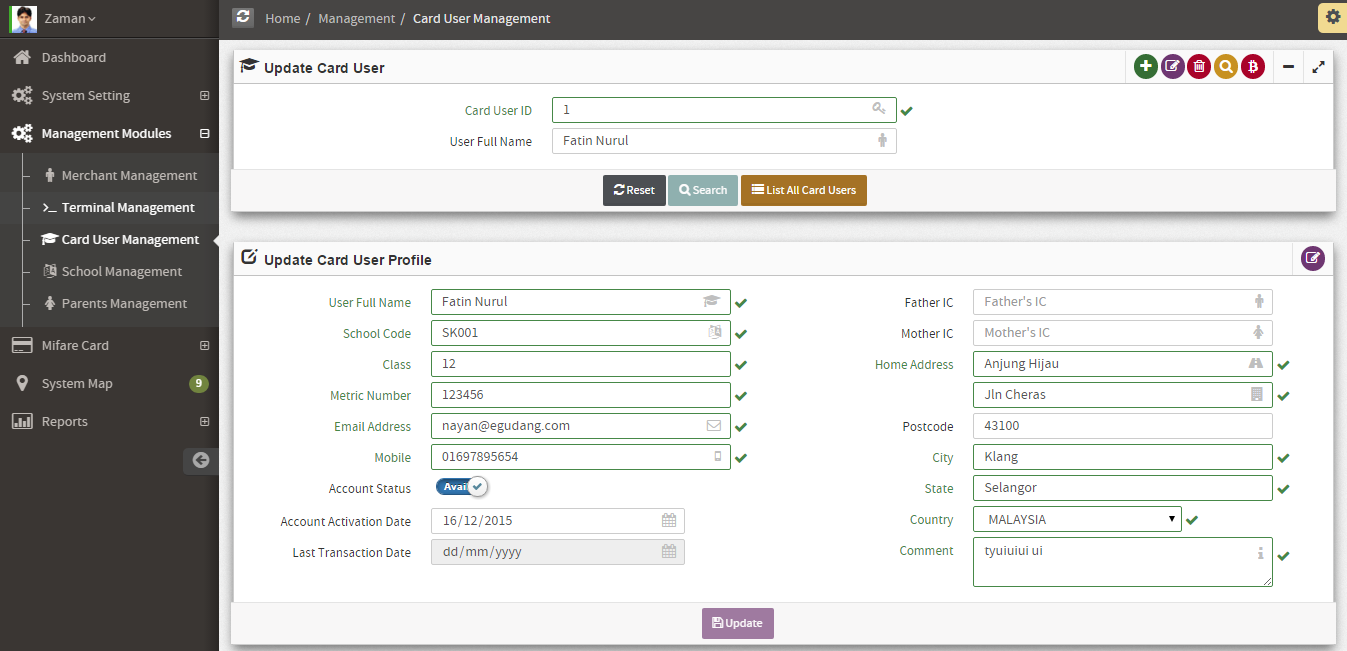 Zaman
Home / Management / Card User Management
Dashboard
System Setting
Management Modules
Merchant Management
Terminal Management
Card User Management
School Management
Parents Management
Mifare Card
System Map 9
Reports
Update Card User
Card User ID 1
User Full Name Fatin Nurul
Reset Search List All Card Users
Update Card User Profile
User Full Name Fatin Nurul
School Code SK001
Class 12
Metric Number 123456
Email Address nayan@egudang.com
Mobile 01697895654
Account Status Avai
Account Activation Date 16/12/2015
Last Transaction Date dd/mm/yyyy
Father IC Father's IC
Mother IC Mother's IC
Home Address Anjung Hijau
Jln Cheras
Postcode 43100
City Klang
State Selangor
Country MALAYSIA
Comment tyuiuiui ui
Update